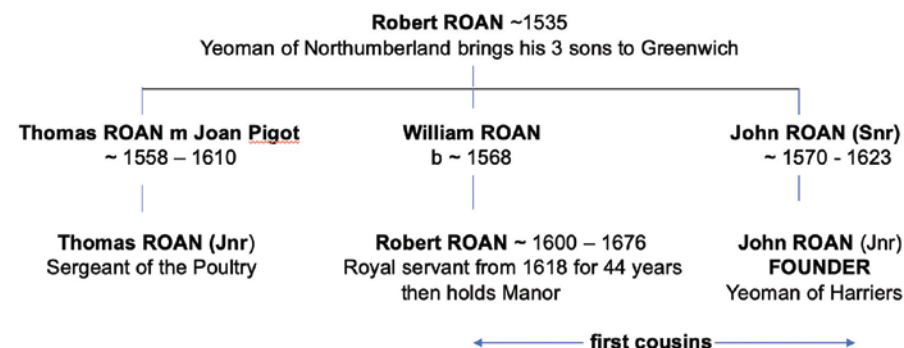 Robert ROAN ~1535
Yeoman of Northumberland brings his 3 sons to Greenwich
Thomas ROAN m Joan Pigot
~ 1558 – 1610
William ROAN
b ~ 1568
John ROAN (Snr)
~ 1570 - 1623
Thomas ROAN (Jnr)
Sergeant of the Poultry
Robert ROAN ~ 1600 – 1676
Royal servant from 1618 for 44 years
then holds Manor
John ROAN (Jnr)
FOUNDER
Yeoman of Harriers
first cousins